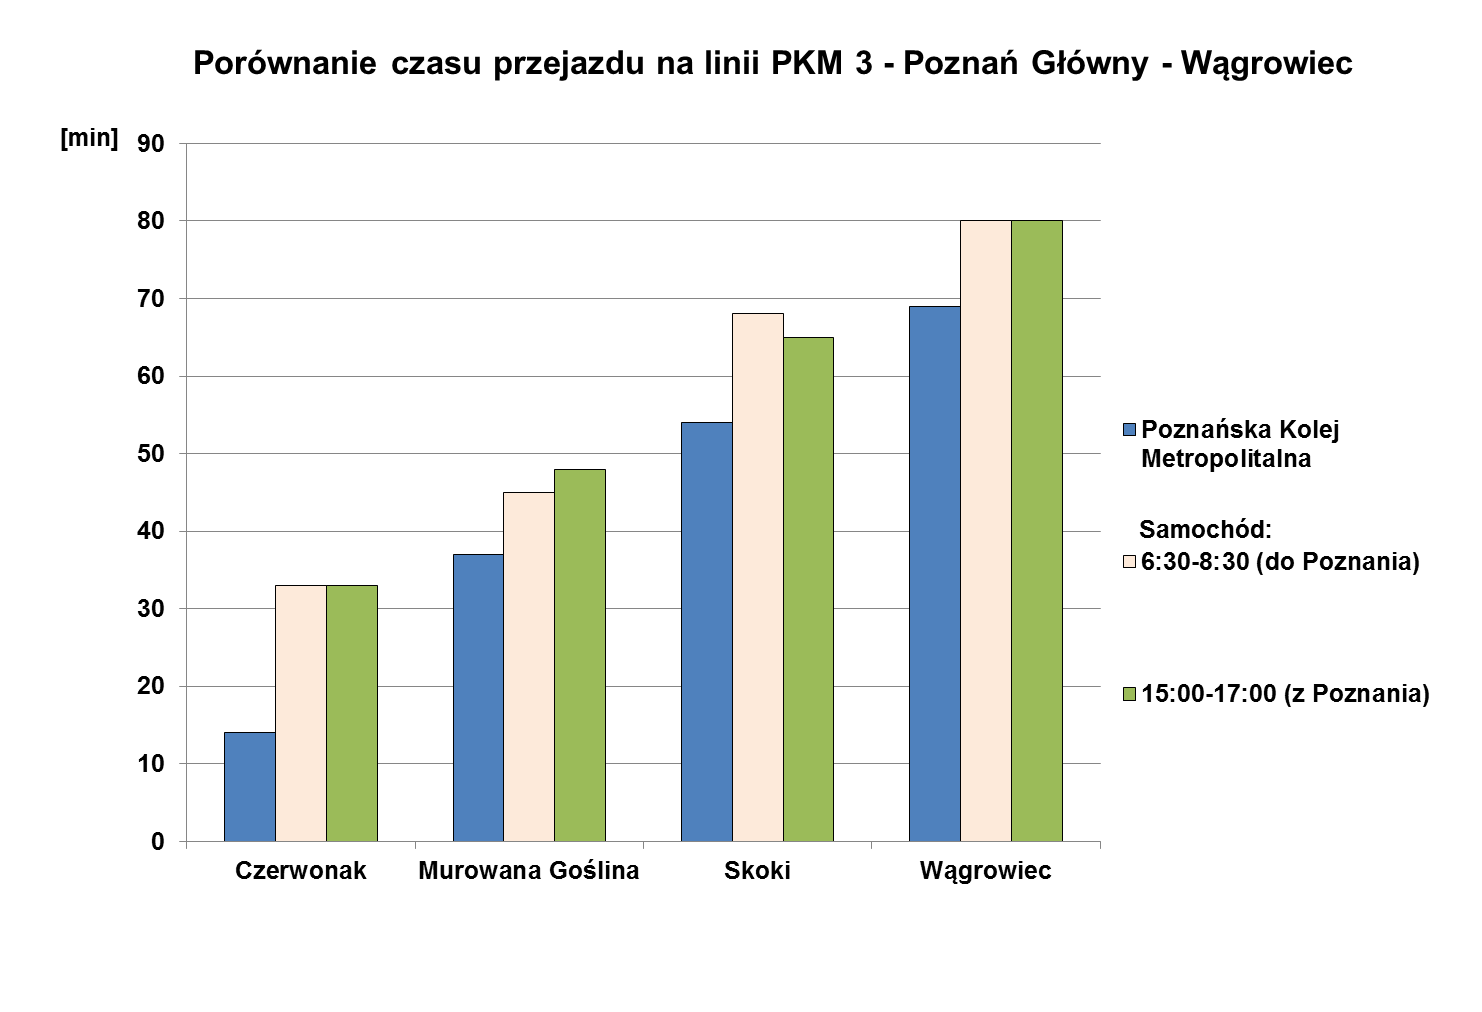 Porównanie czasu przejazdu na linii PKM 3 - Poznań Główny - Wągrowiec
[min]
90
80
70
60
50
40
30
20
10
0
Czerwonak
Murowana Goślina
Skoki
Wągrowiec
Poznańska Kolej
Metropolitalna
Samochód:
6:30-8:30 (do Poznania)
15:00-17:00 (z Poznania)